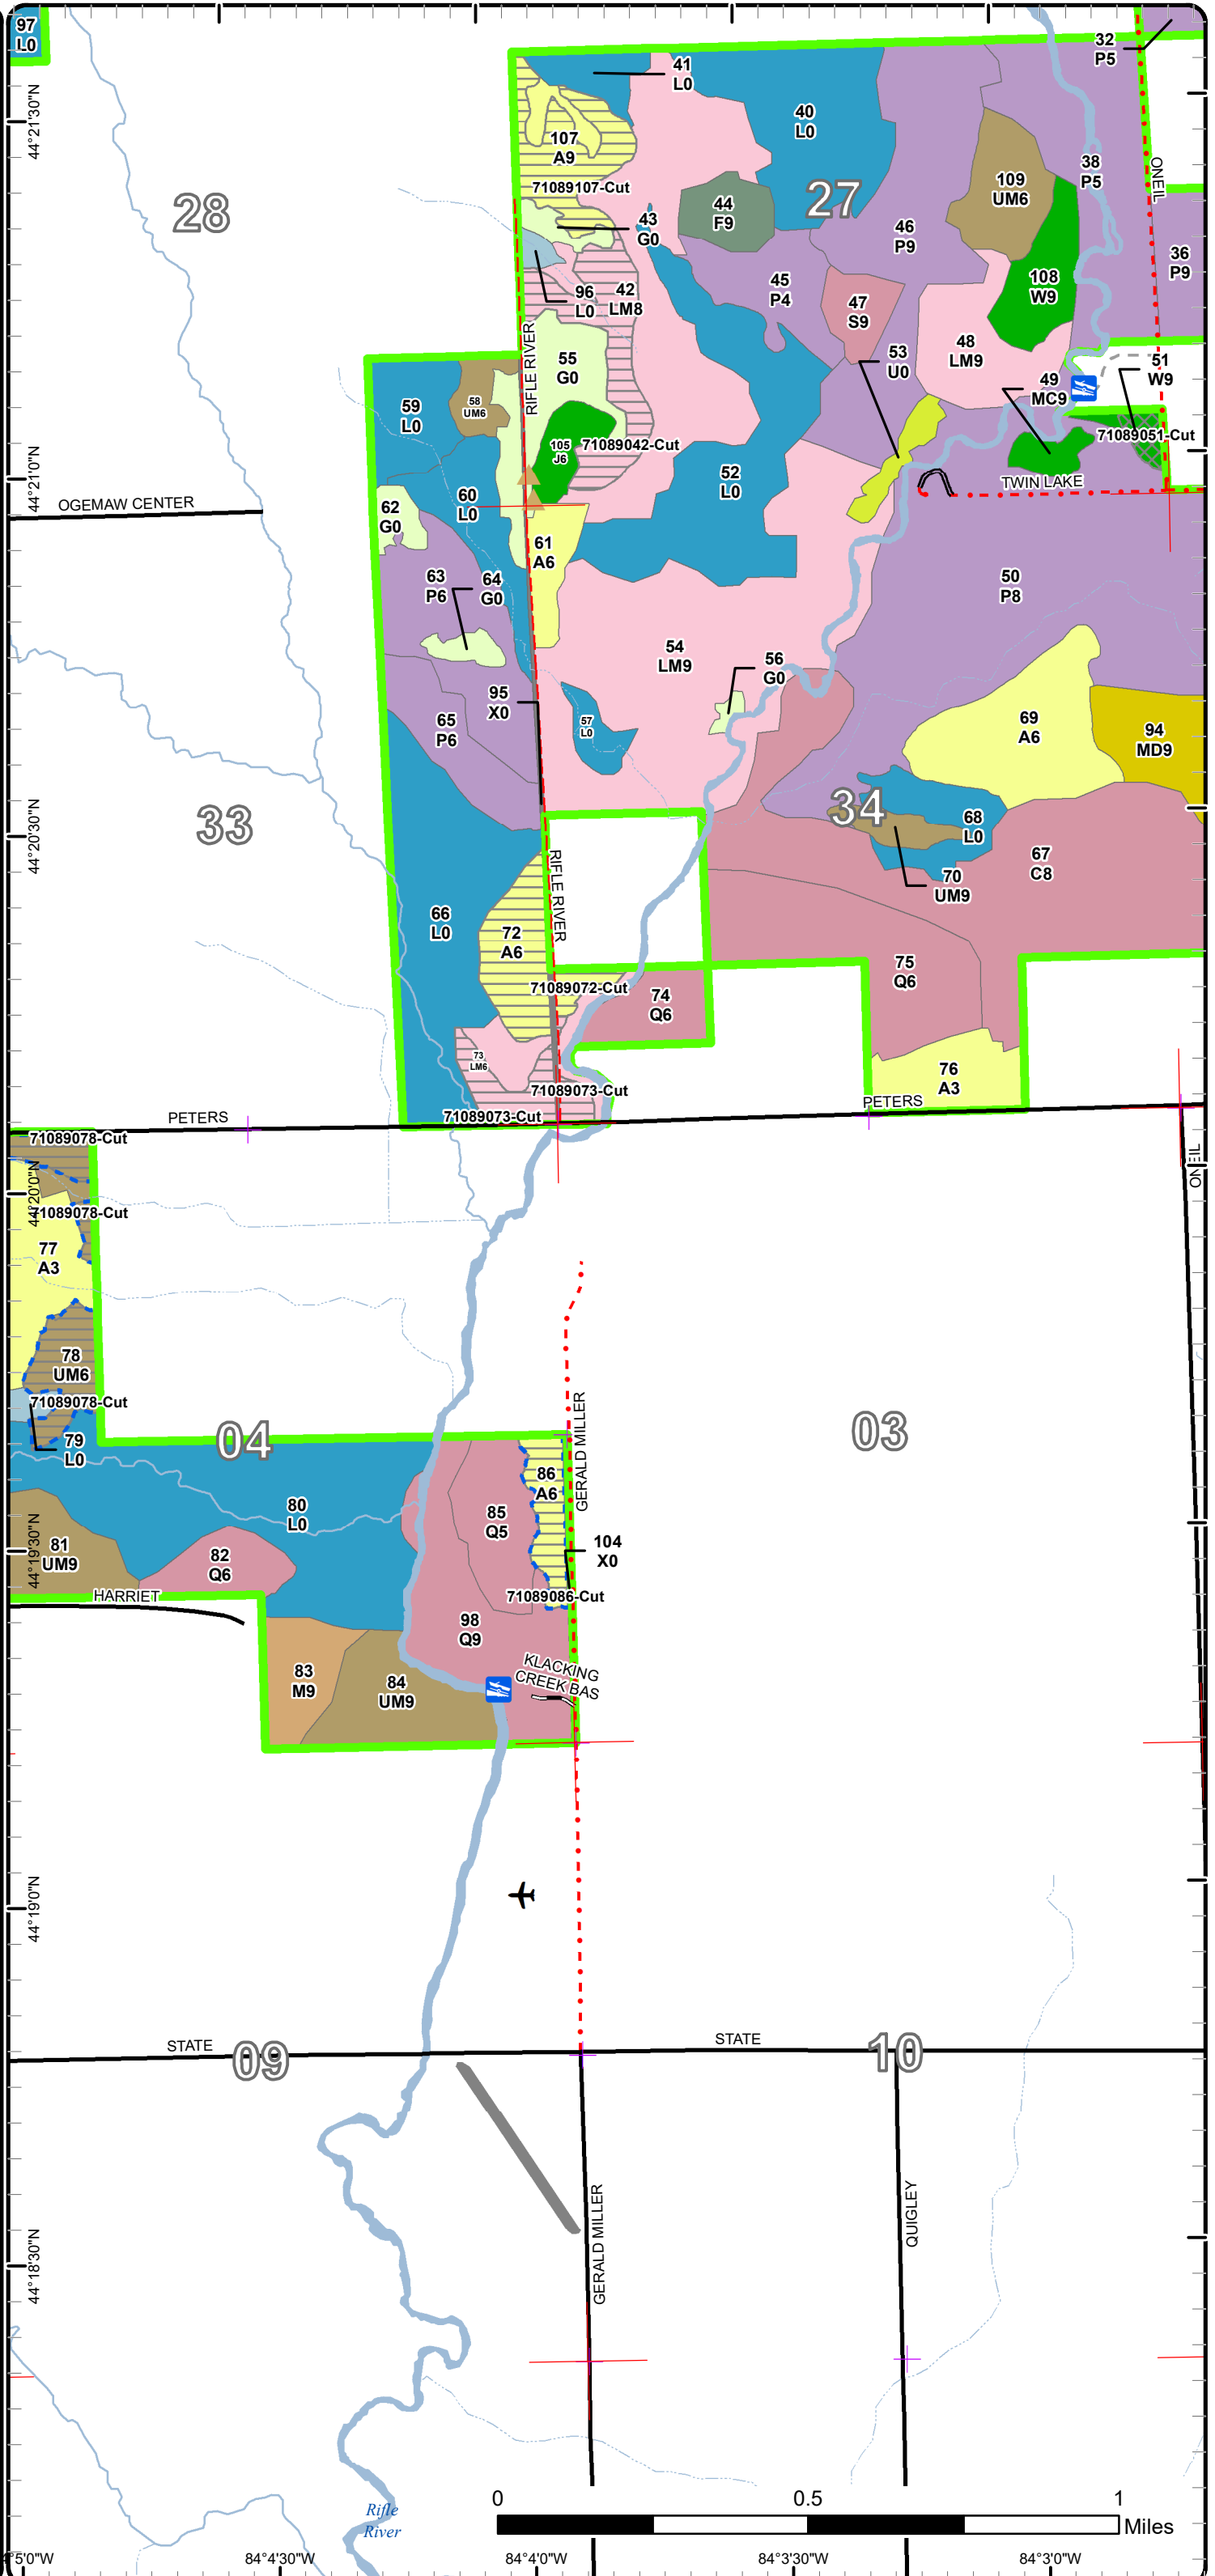 97
L0
32
P5
41
L0
40
L0
107
A9
71089107-Cut
44
F9
27
109
UM6
38
P5
ONEIL
28
43
G0
46
P9
36
P9
96
L0
42
LM8
45
P4
47
S9
108
W9
RIFLE RIVER
55
G0
53
U0
48
LM9
51
W9
49
MC9
59
L0
58
UM6
71089051-Cut
105
J6
71089042-Cut
52
L0
TWIN LAKE
OGEMAW CENTER
60
L0
62
G0
61
A6
63
P6
64
G0
50
P8
54
LM9
56
G0
95
X0
65
P6
57
L0
69
A6
94
MD9
33
34
68
L0
67
C8
70
UM9
RIFLE RIVER
66
L0
72
A6
75
Q6
71089072-Cut
74
Q6
73
LM6
76
A3
71089073-Cut
71089073-Cut
PETERS
PETERS
71089078-Cut
ONEIL
71089078-Cut
77
A3
78
UM6
71089078-Cut
79
L0
04
03
GERALD MILLER
86
A6
80
L0
85
Q5
81
UM9
82
Q6
104
X0
71089086-Cut
HARRIET
98
Q9
KLACKING
CREEK BAS
83
M9
84
UM9
STATE
STATE
09
10
GERALD MILLER
QUIGLEY
Rifle
River
0
0.5
1
Miles
44°21'30"N
44°21'0"N
44°20'30"N
44°20'0"N
44°19'30"N
44°19'0"N
44°18'30"N
°5'0"W
84°4'30"W
84°4'0"W
84°3'30"W
84°3'0"W